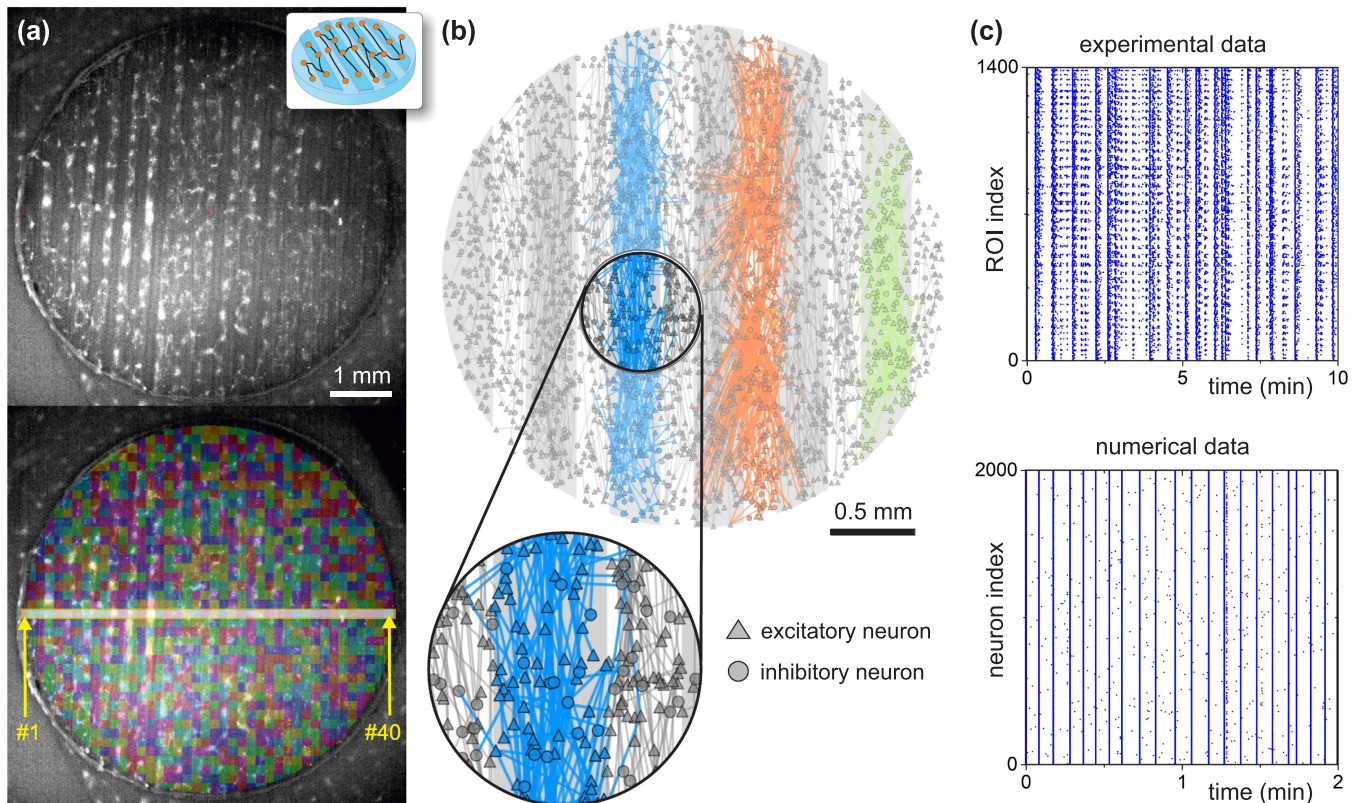 (a)
1 mm
#1
#40
(b)
0.5 mm
excitatory neuron
inhibitory neuron
(c)
experimental data
1400
ROI index
0
0
5
10
time (min)
numerical data
2000
neuron index
0
0
1
2
time (min)